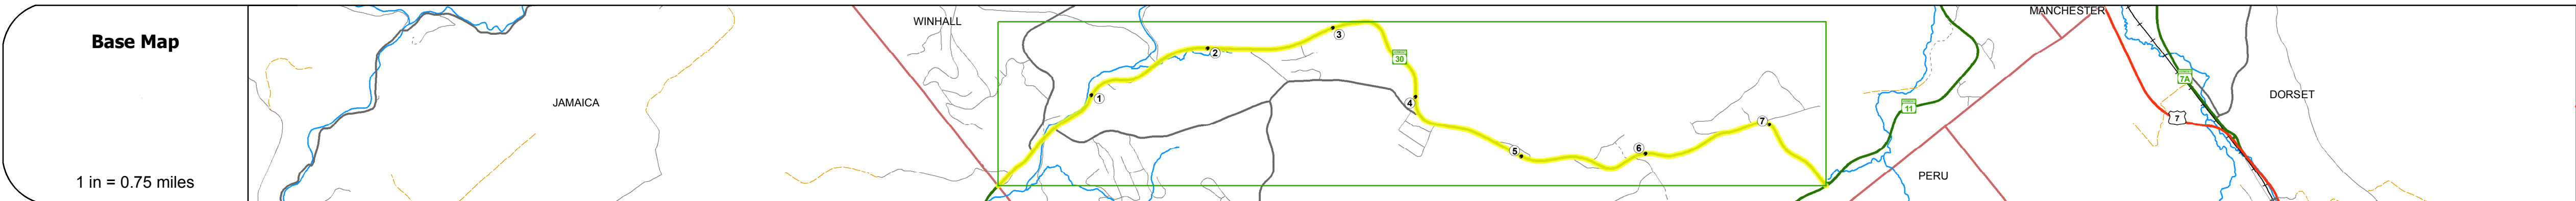 Base Map
1 in = 0.75 miles
JAMAICA
WINHALL
1
2
3
30
4
5
6
7
11
MANCHESTER
PERU
7
7A
DORSET